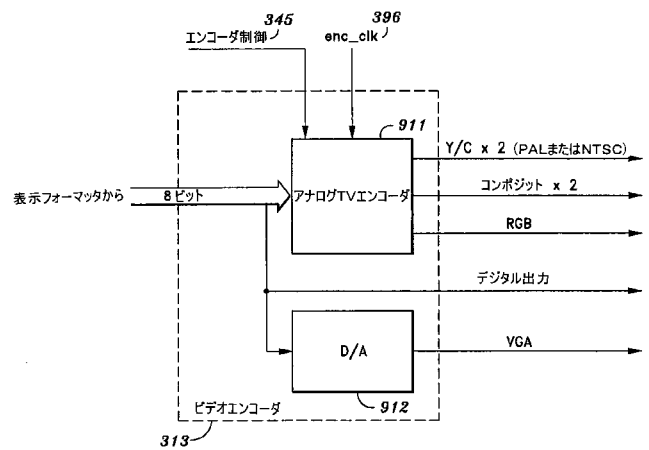 345
396
エンコーダ制御
enc_clk
911
Y/C x 2 (PALまたはNTSC)
表示フォーマッタから
8ビット
アナログTVエンコーダ
コンポジット x 2
RGB
デジタル出力
D/A
VGA
ビデオエンコーダ
912
313